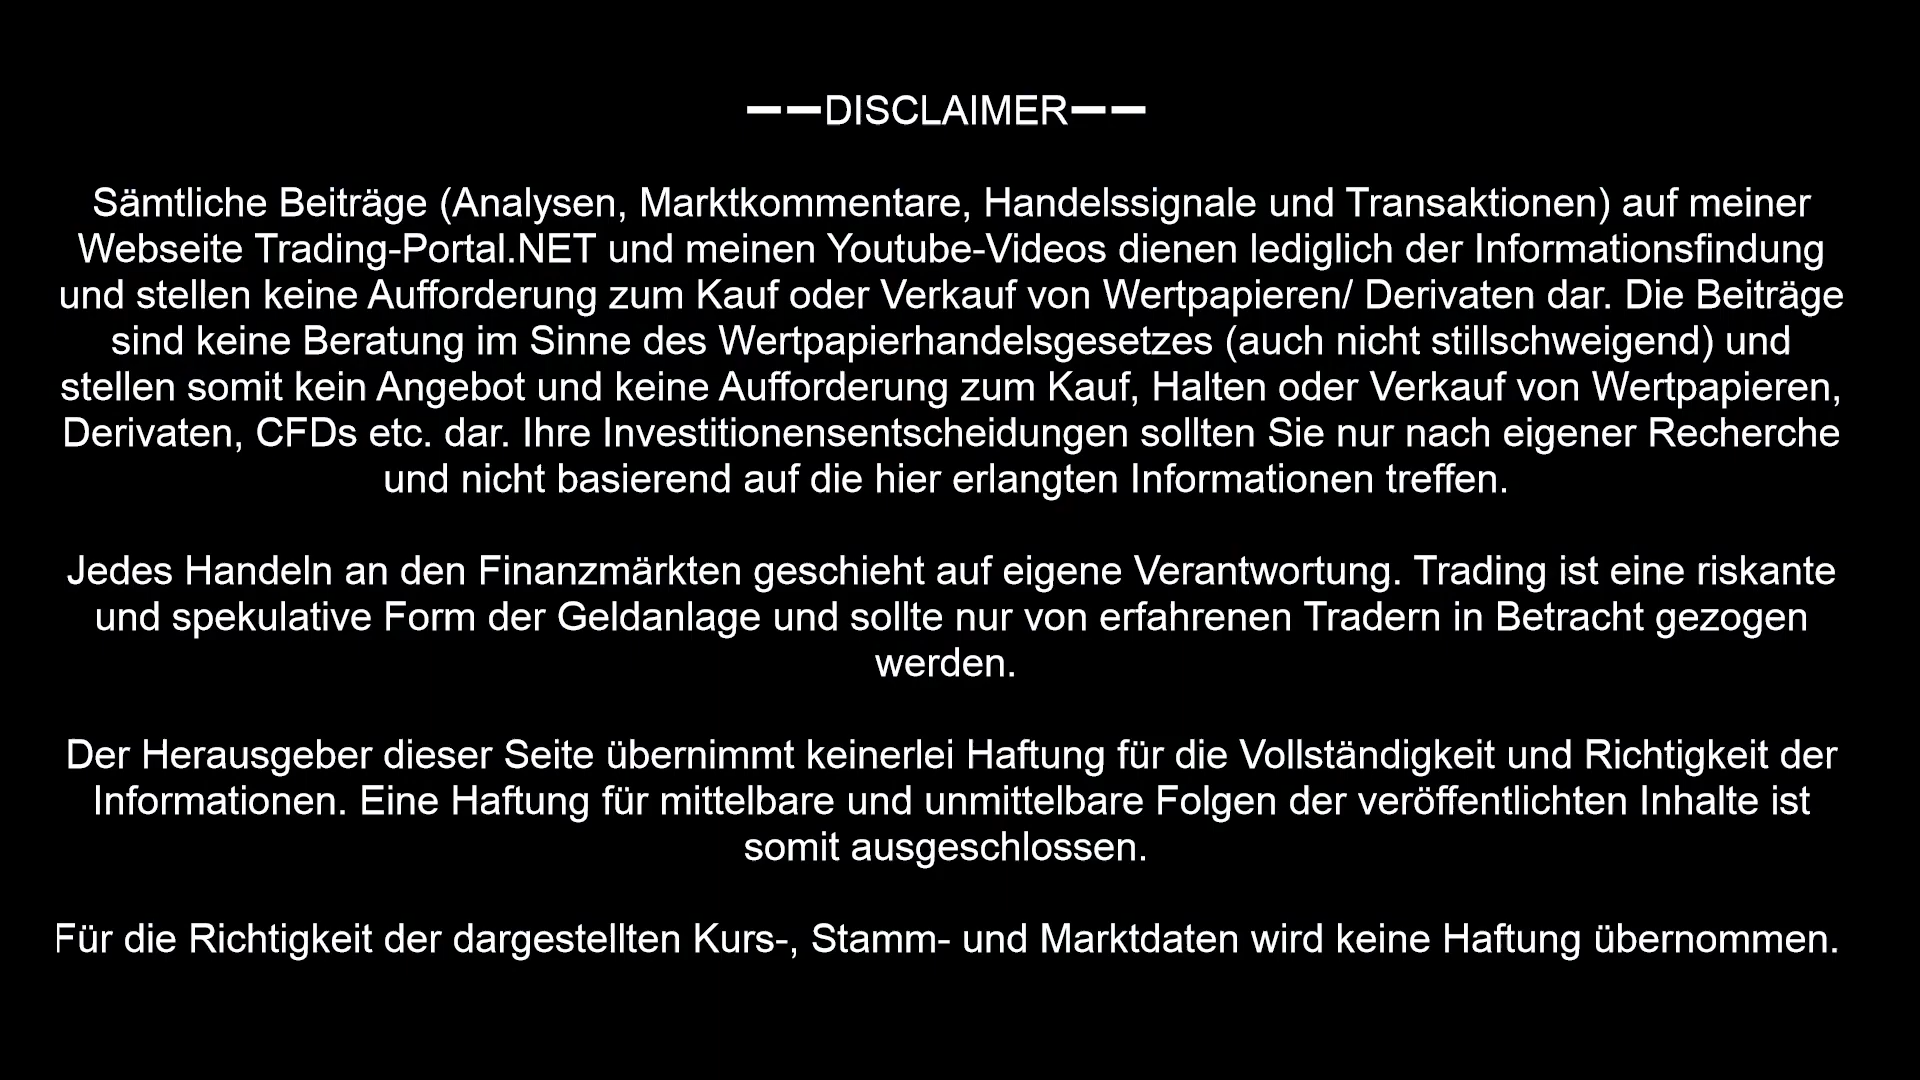 ——DISCLAIMER——
Sämtliche Beiträge (Analysen, Marktkommentare, Handelssignale und Transaktionen) auf meiner
Webseite Trading-Portal.NET und meinen Youtube-Videos dienen lediglich der Informationsfindung
und stellen keine Aufforderung zum Kauf oder Verkauf von Wertpapieren/ Derivaten dar. Die Beiträge
sind keine Beratung im Sinne des Wertpapierhandelsgesetzes (auch nicht stillschweigend) und
stellen somit kein Angebot und keine Aufforderung zum Kauf, Halten oder Verkauf von Wertpapieren,
Derivaten, CFDs etc. dar. Ihre Investitionensentscheidungen sollten Sie nur nach eigener Recherche
und nicht basierend auf die hier erlangten Informationen treffen.
Jedes Handeln an den Finanzmärkten geschieht auf eigene Verantwortung. Trading ist eine riskante
und spekulative Form der Geldanlage und sollte nur von erfahrenen Tradern in Betracht gezogen
werden.
Der Herausgeber dieser Seite übernimmt keinerlei Haftung für die Vollständigkeit und Richtigkeit der
Informationen. Eine Haftung für mittelbare und unmittelbare Folgen der veröffentlichten Inhalte ist
somit ausgeschlossen.
Für die Richtigkeit der dargestellten Kurs-, Stamm- und Marktdaten wird keine Haftung übernommen.